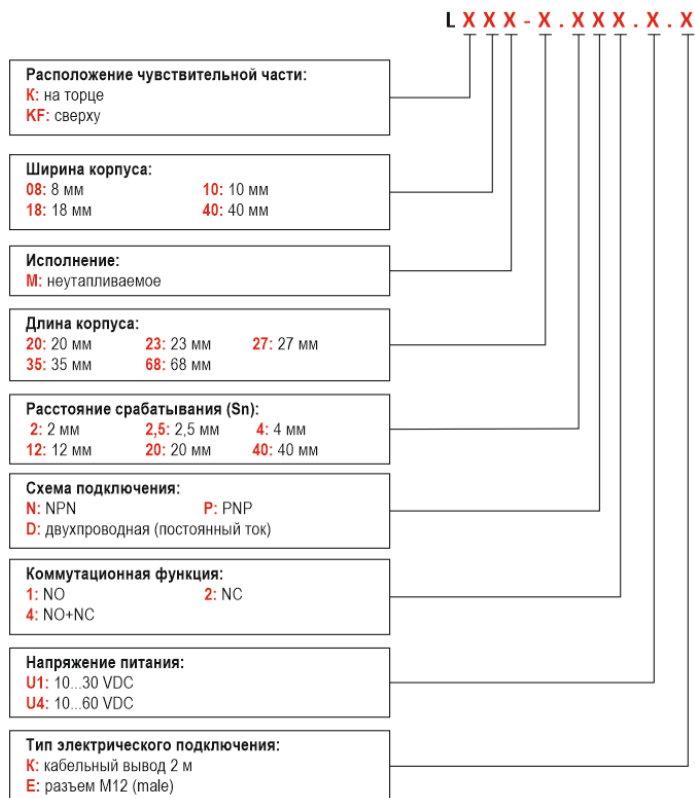 L X X X - X . X X X . X . X
Расположение чувствительной части:
К: на торце
KF: сверху
Ширина корпуса:
08: 8 мм 10: 10 мм
18: 18 мм 40: 40 мм
Исполнение:
М: неутапливаемое
Длина корпуса:
20: 20 мм 23: 23 мм 27: 27 мм
35: 35 мм 68: 68 мм
Расстояние срабатывания (Sn):
2: 2 мм 2,5: 2,5 мм 4: 4 мм
12: 12 мм 20: 20 мм 40: 40 мм
Схема подключения:
N: NPN P: PNP
D: двухпроводная (постоянный ток)
Коммутационная функция:
1: NO 2: NC
4: NO+NC
Напряжение питания:
U1: 10...30 VDC
U4: 10...60 VDC
Тип электрического подключения:
К: кабельный вывод 2 м
E: разъем M12 (male)